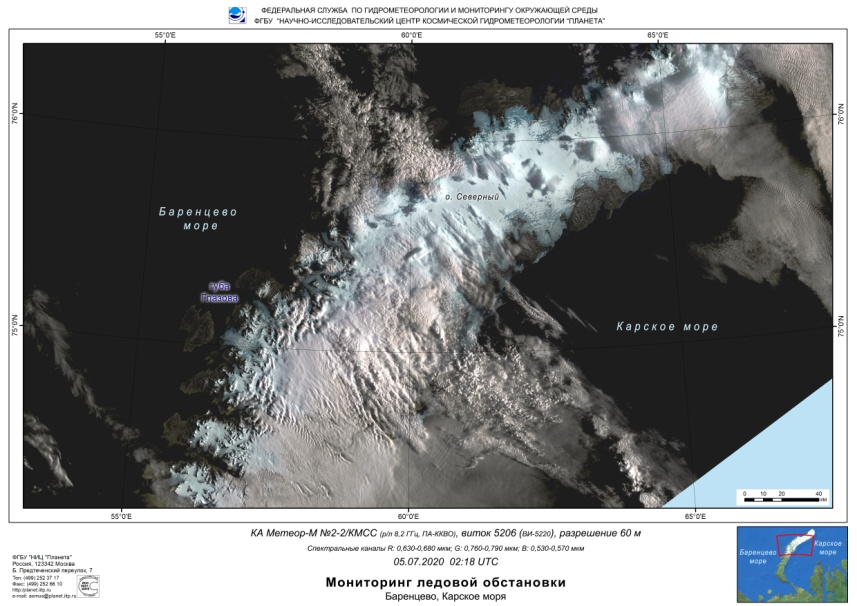 ФЕДЕРАЛЬНАЯ СЛУЖБА ПО ГИДРОМЕТЕОРОЛОГИИ И МОНИТОРИНГУ ОКРУЖАЮЩЕЙ СРЕДЫ
ФГБУ "НАУЧНО-ИССЛЕДОВАТЕЛЬСКИЙ ЦЕНТР КОСМИЧЕСКОЙ ГИДРОМЕТЕОРОЛОГИИ "ПЛАНЕТА"
55°0'E 60°0'E 65°0'E
76°0'N 76°0'N
о. Северный
Баренцево
море
губа
Глазова
75°0'N 75°0'N
Карское море
0 10 20 40
км
55°0'E 60°0'E 65°0'E
КА Метеор-М №2-2/КМСС (р/л 8,2 ГГц, ПА-ККВО), виток 5206 (ВИ-5220), разрешение 60 м
Спектральные каналы R: 0,630-0,680 мкм; G: 0,760-0,790 мкм; B: 0,530-0,570 мкм
05.07.2020 02:18 UTC
Мониторинг ледовой обстановки
Баренцево, Карское моря
ФГБУ "НИЦ "Планета"
Россия, 123342 Москва
Б. Предтеченский переулок, 7
Тел: (499) 252 37 17
Факс: (499) 252 66 10
http://planet.iitp.ru
e-mail: asmus@planet.iitp.ru
Баренцево
море
Карское
море